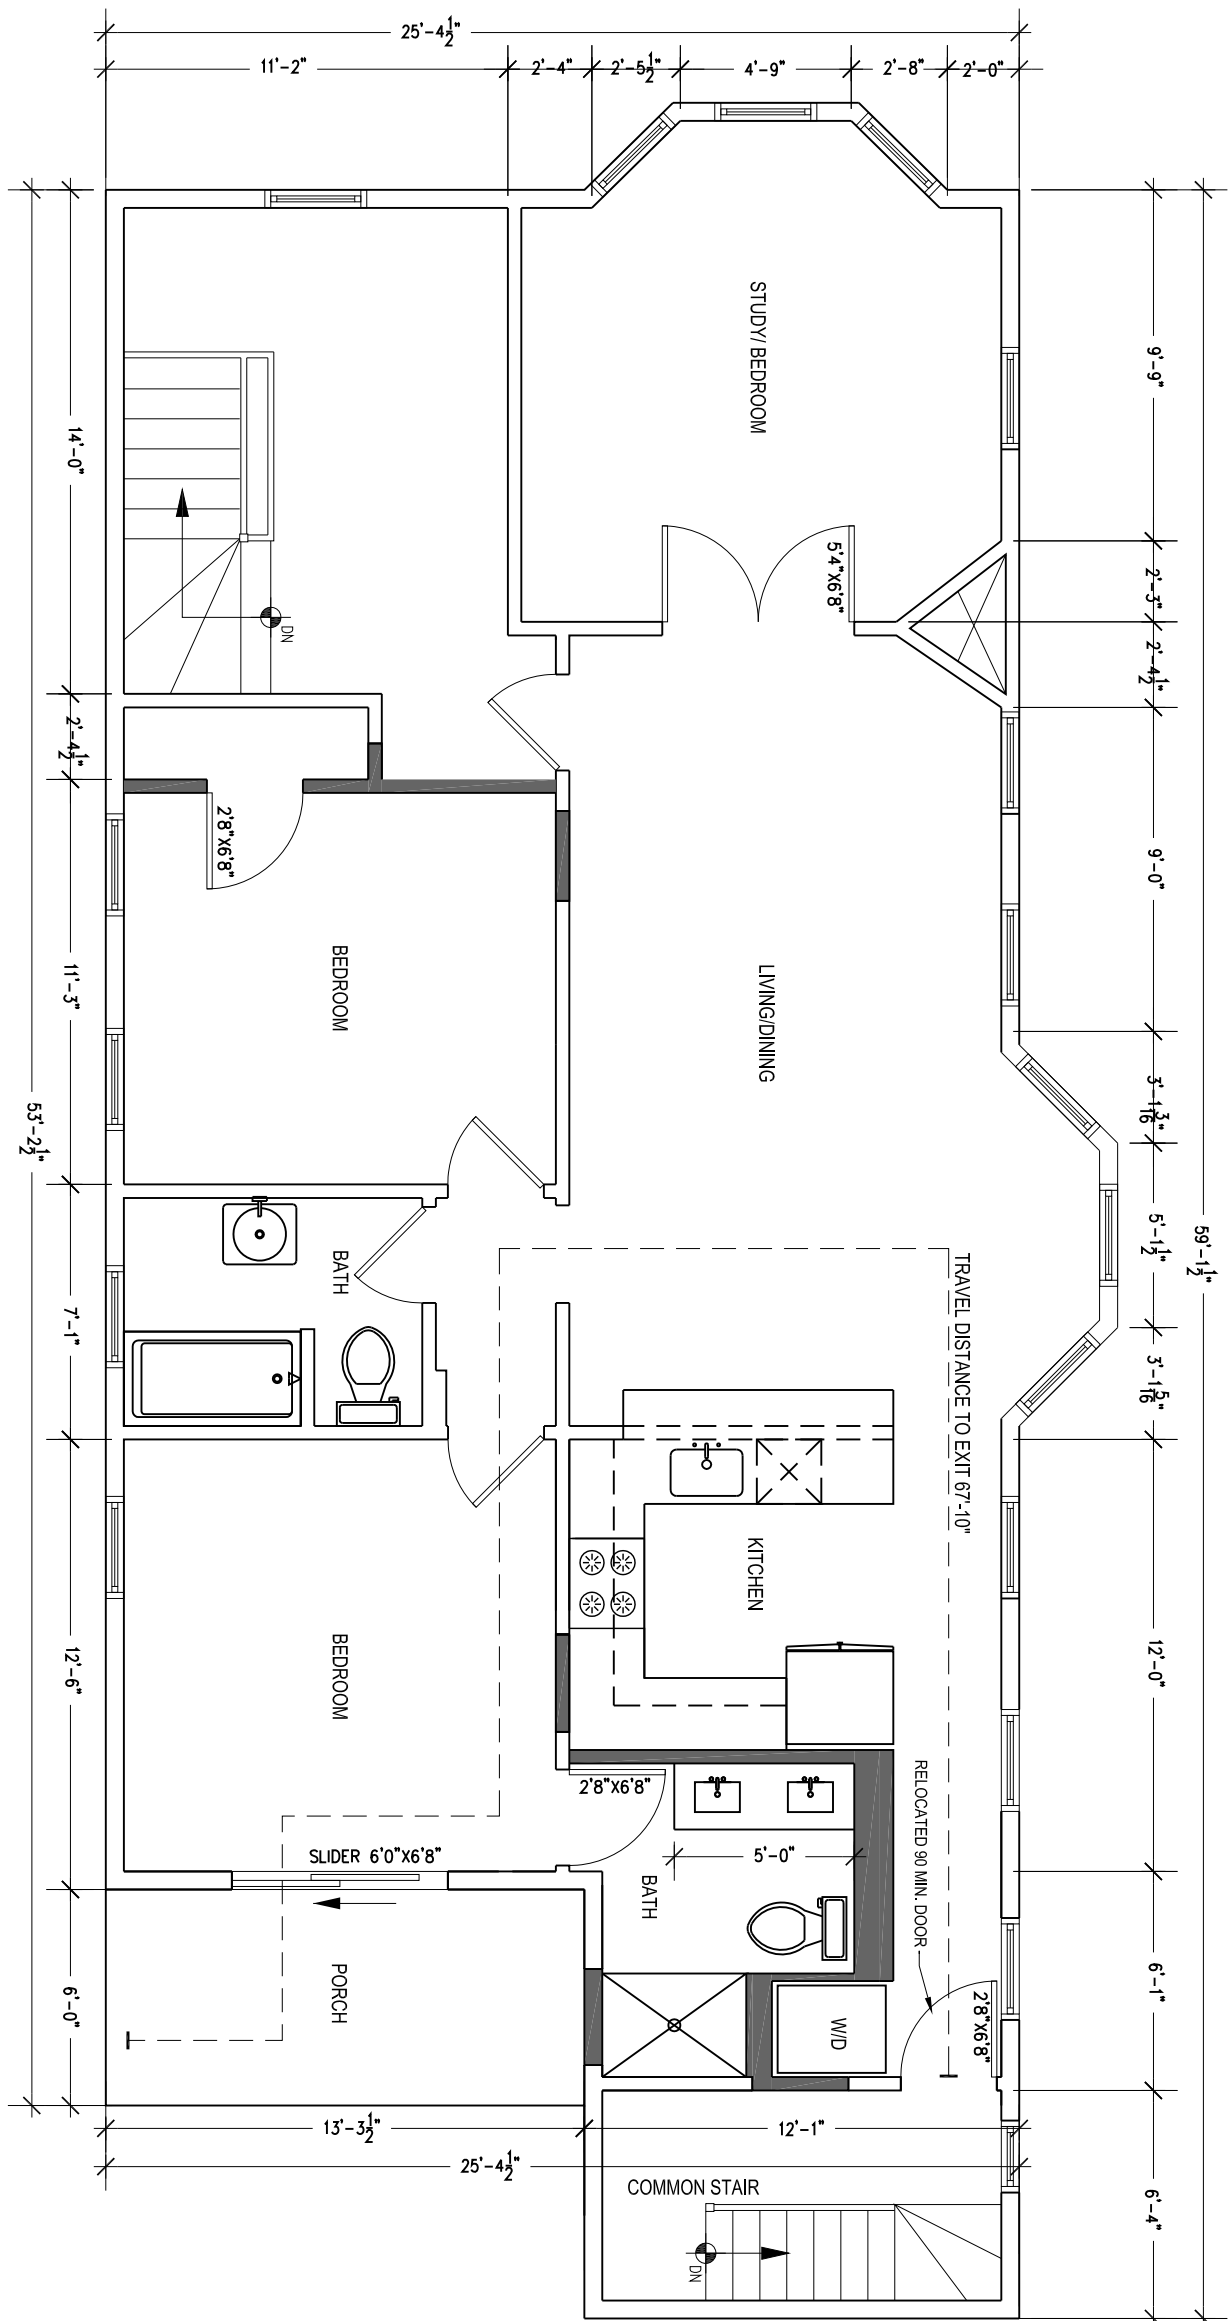 25'-4½"
11'-2"
2'-4"
2'-5½"
4'-9"
2'-8"
2'-0"
59'-1½"
9'-9"
2'-3"
2'-4½"
9'-0"
3'-1 3/16"
5'-1½"
3'-1 5/16"
12'-0"
6'-1"
6'-4"
STUDY/ BEDROOM
5'4"X6'8"
DN
2'8"X6'8"
BEDROOM
LIVING/DINING
TRAVEL DISTANCE TO EXIT 67'-10"
BATH
KITCHEN
BEDROOM
2'8"X6'8"
RELOCATED 90 MIN. DOOR
5'-0"
SLIDER 6'0"X6'8"
BATH
PORCH
W/D
2'8"X6'8"
14'-0"
2'-4½"
11'-3"
7'-1"
12'-6"
6'-0"
53'-2½"
13'-3½"
12'-1"
25'-4½"
COMMON STAIR
DN